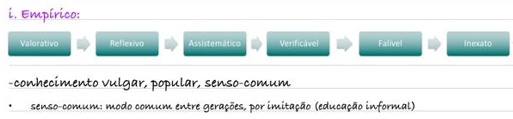 i. Empírico:
Valorativo Reflexivo Assistemático Verificável Falível Inexato
-conhecimento vulgar, popular, senso-comum
• senso-comum: modo comum entre gerações, por imitação (educação informal)